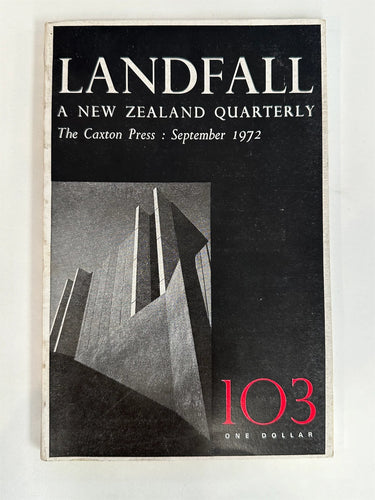 LANDFALL
A NEW ZEALAND QUARTERLY
The Caxton Press : September 1972
103
ONE DOLLAR